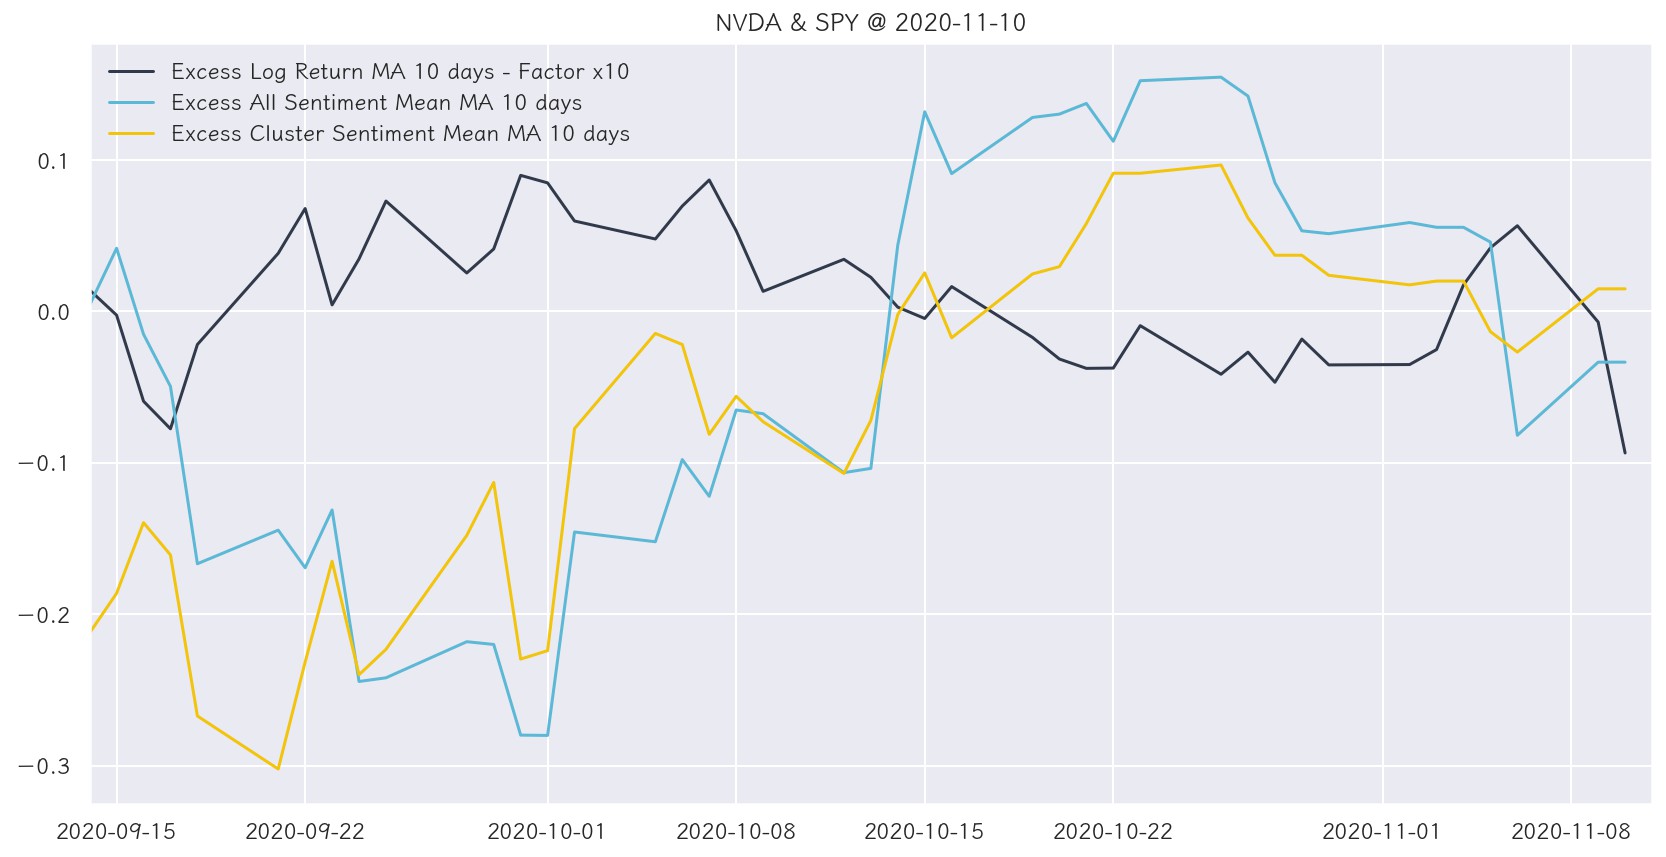 NVDA & SPY @ 2020-11-10
Excess Log Return MA 10 days - Factor x10
Excess All Sentiment Mean MA 10 days
Excess Cluster Sentiment Mean MA 10 days
0.1
0.0
−0.1
−0.2
−0.3
2020-09-15 2020-09-22 2020-10-01 2020-10-08 2020-10-15 2020-10-22 2020-11-01 2020-11-08